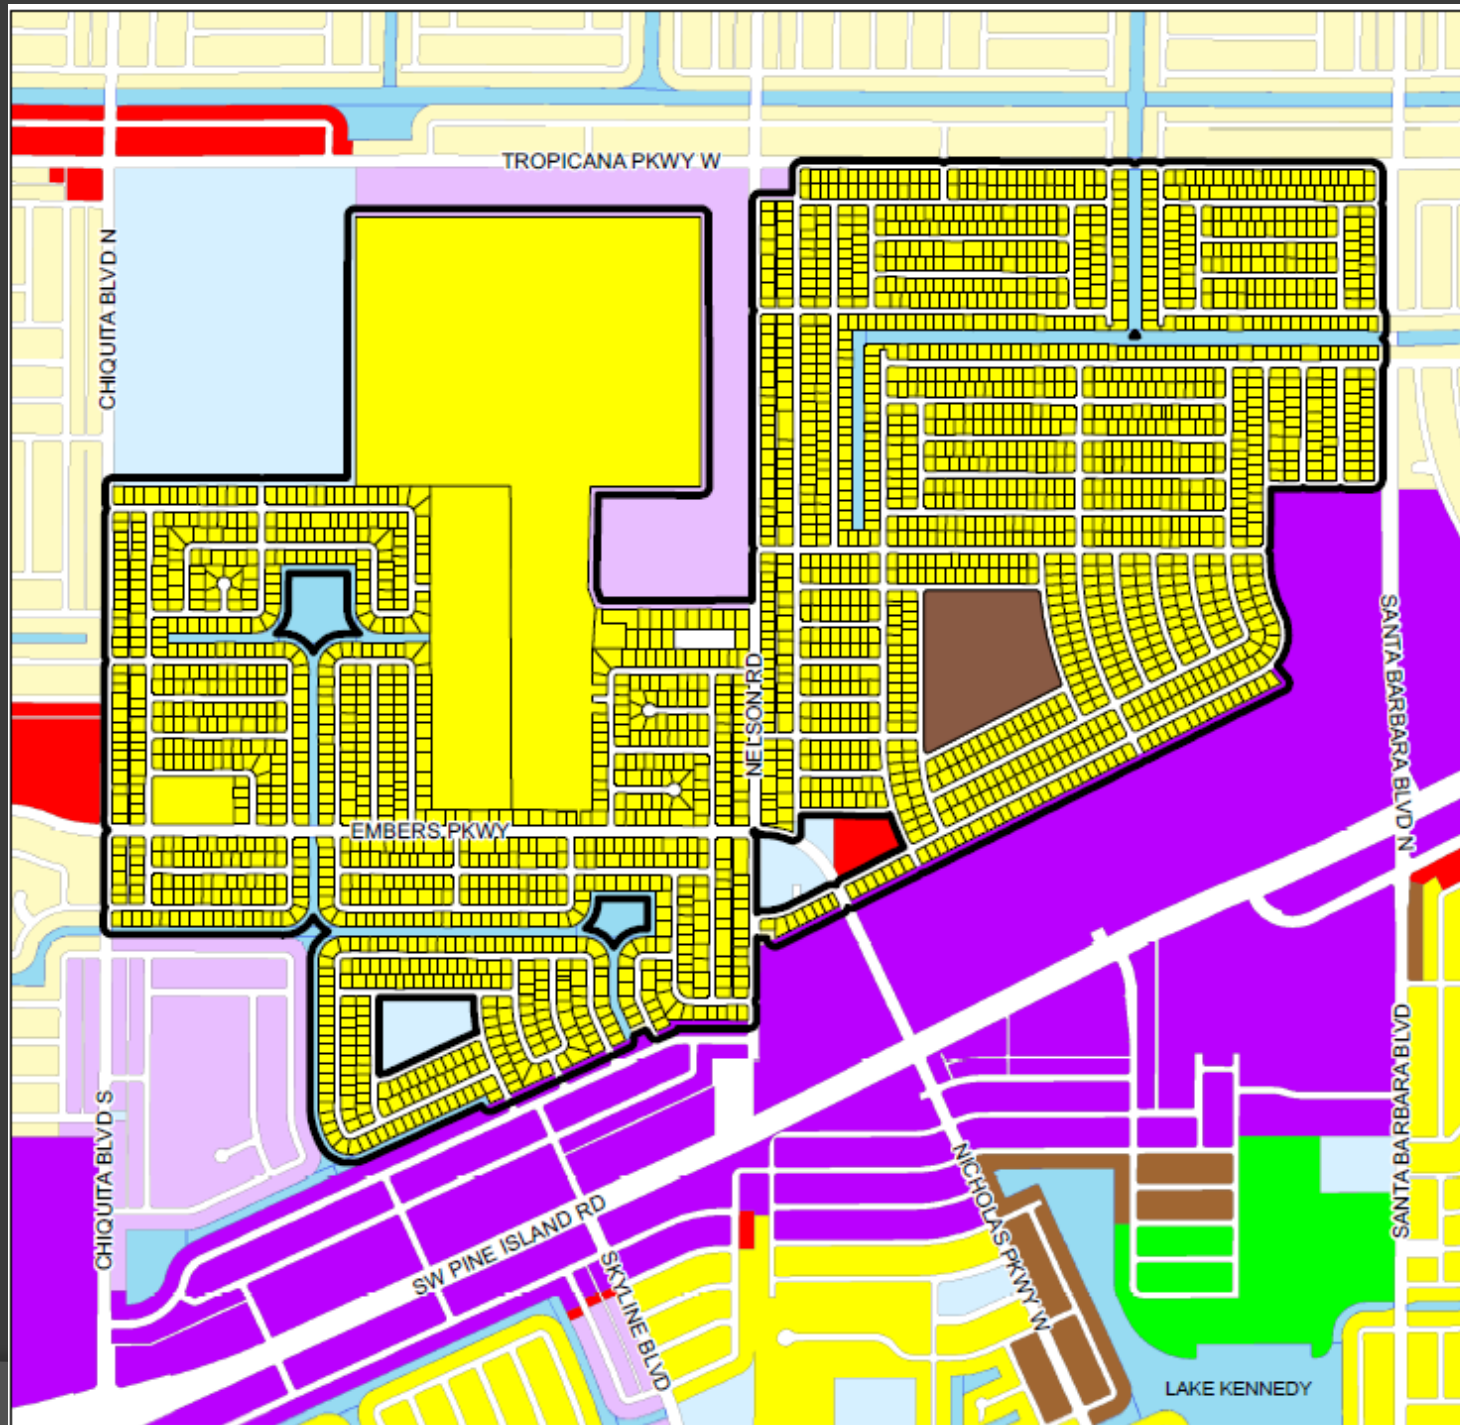 TROPICANA PKWY W
CHIQUITA BLVD N
SANTA BARBARA BLVD N
NELSON RD
EMBERS PKWY
SANTA BARBARA BLVD
CHIQUITA BLVD S
NICHOLAS PKWY W
SW PINE ISLAND RD
SKYLINE BLVD
LAKE KENNEDY